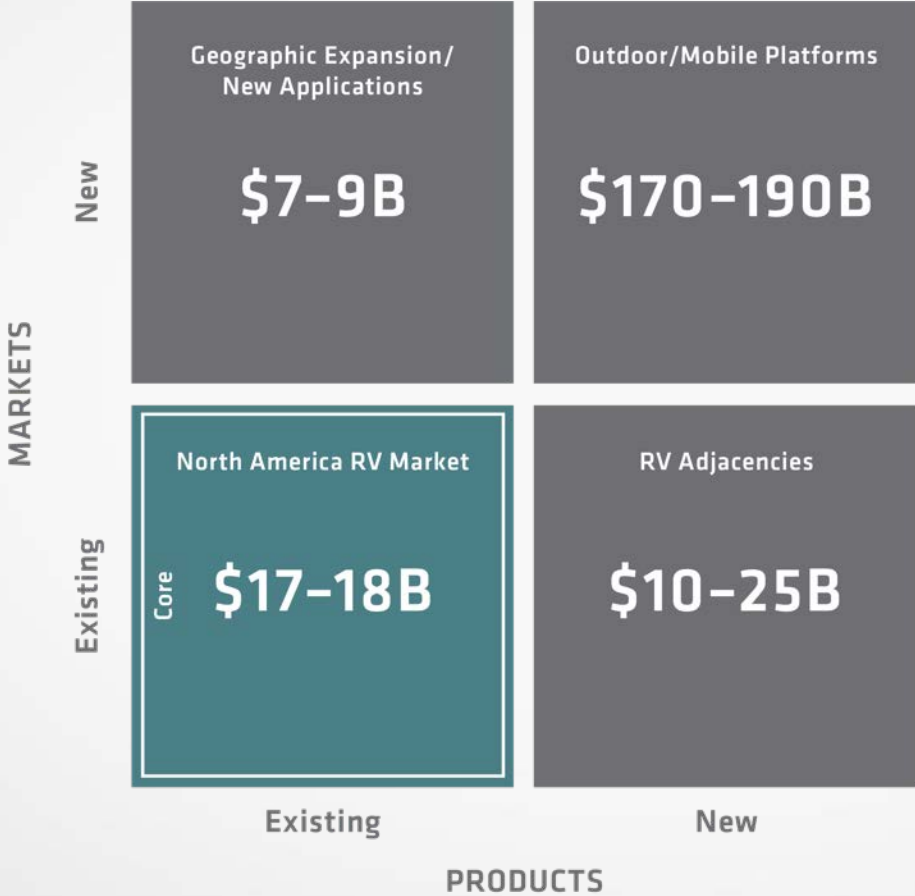 Geographic Expansion/
New Applications
$7–9B
Outdoor/Mobile Platforms
$170–190B
New
MARKETS
North America RV Market
Core
$17–18B
RV Adjacencies
$10–25B
Existing
Existing
New
PRODUCTS